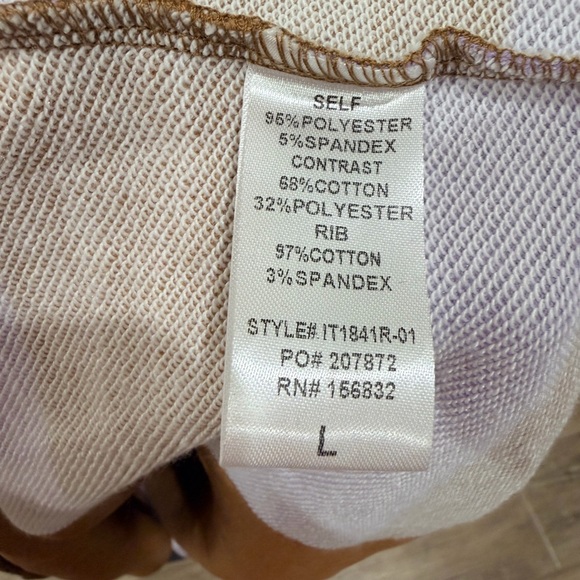 SELF
95%POLYESTER
5%SPANDEX
CONTRAST
68%COTTON
32%POLYESTER
RIB
97%COTTON
3%SPANDEX
STYLE# IT1841R-01
PO# 207872
RN# 156832
L